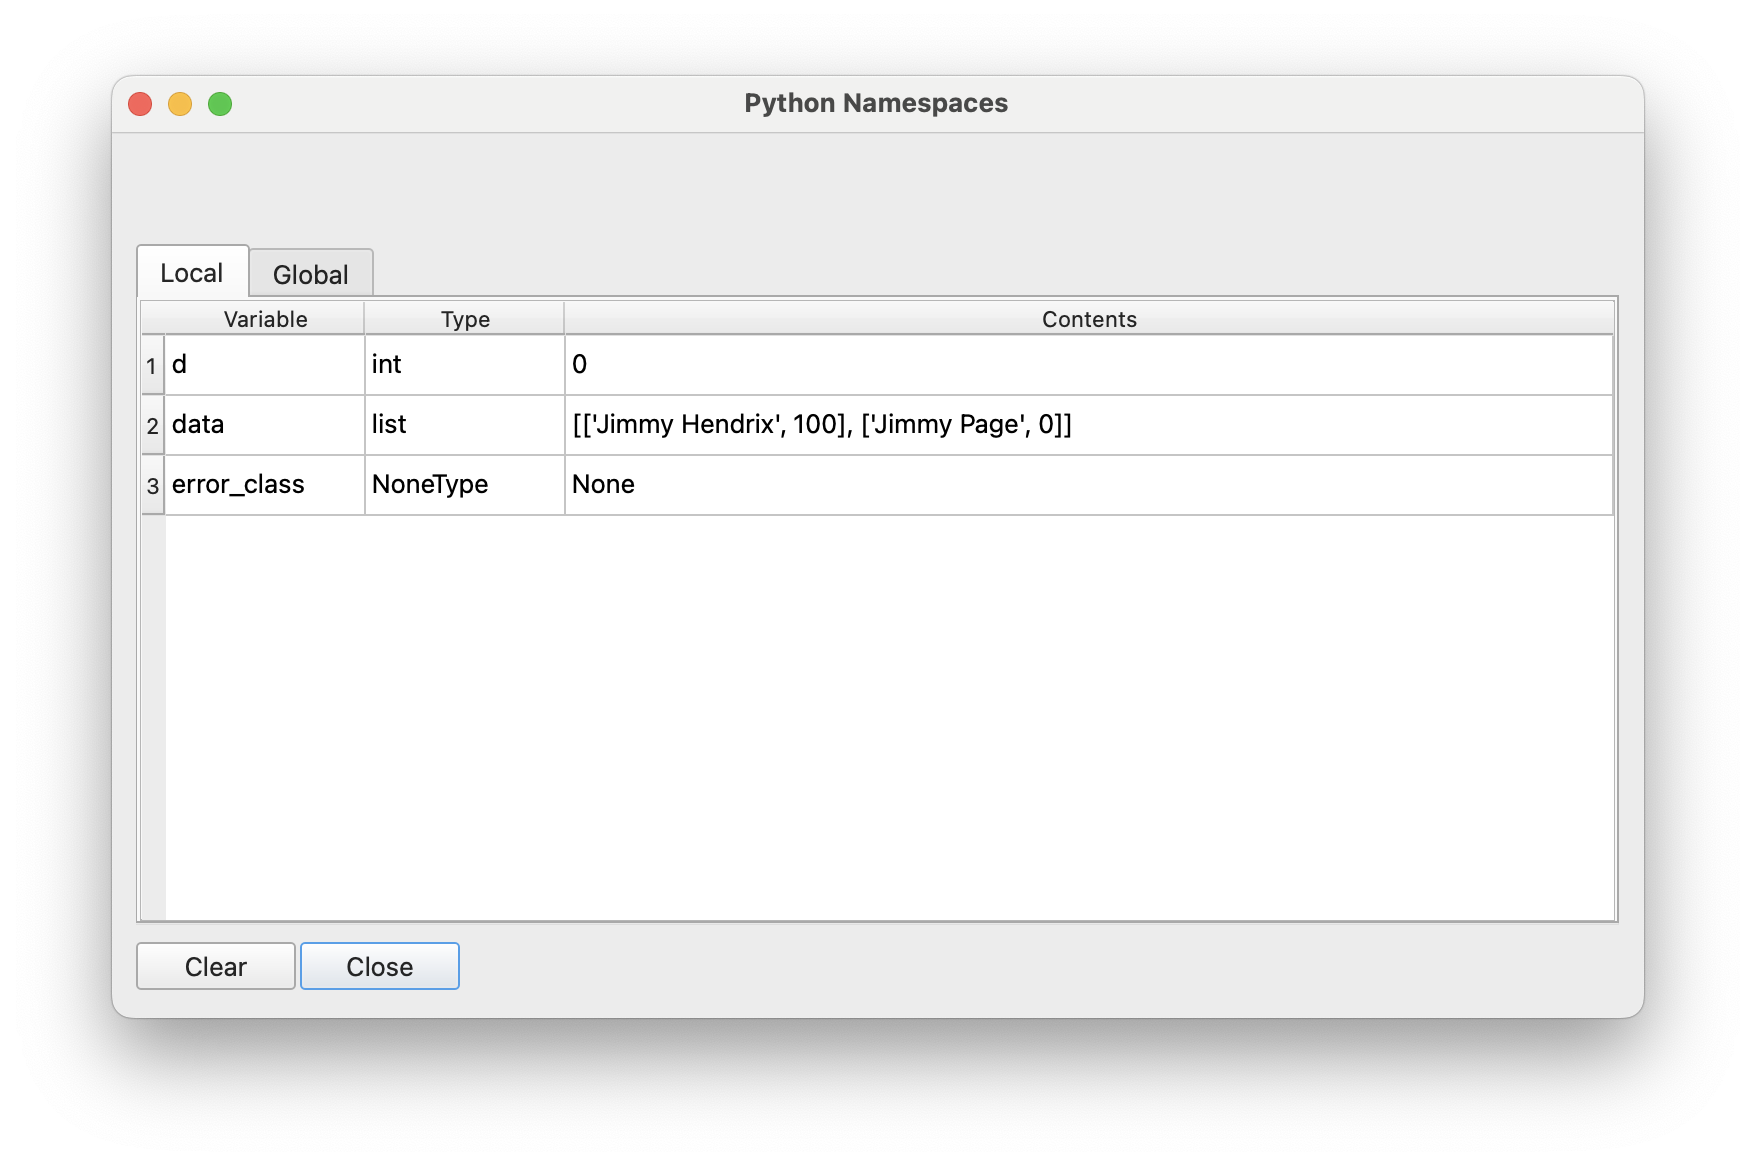 Python Namespaces
Local Global
Variable Type Contents
1 d int 0
2 data list [['Jimmy Hendrix', 100], ['Jimmy Page', 0]]
3 error_class NoneType None
Clear Close